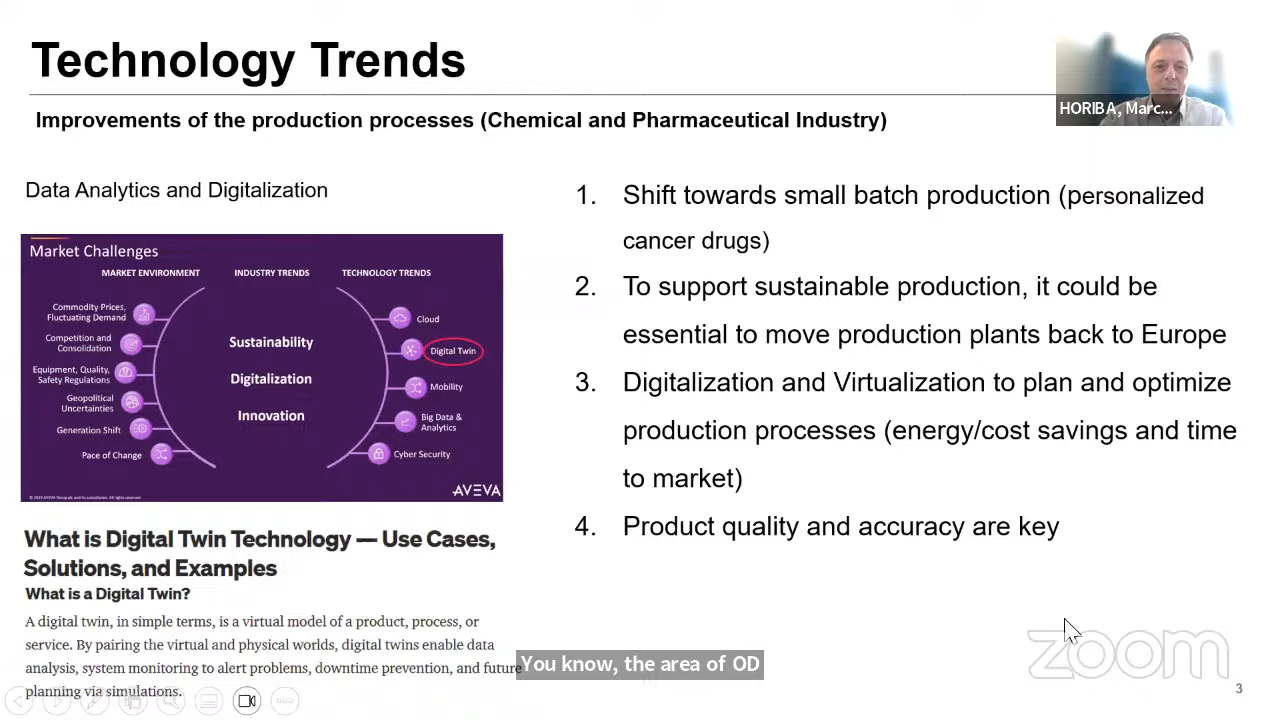 Technology Trends
HORIBA, Marc...
Improvements of the production processes (Chemical and Pharmaceutical Industry)
Data Analytics and Digitalization
Market Challenges
MARKET ENVIRONMENT
INDUSTRY TRENDS
TECHNOLOGY TRENDS
Commodity Prices,
Fluctuating Demand
Competition and
Consolidation
Equipment, Quality,
Safety Regulations
Geopolitical
Uncertainties
Generation Shift
Pace of Change
Sustainability
Digitalization
Innovation
Cloud
Digital Twin
Mobility
Big Data &
Analytics
Cyber Security
AVEVA
What is Digital Twin Technology — Use Cases,
Solutions, and Examples
What is a Digital Twin?
A digital twin, in simple terms, is a virtual model of a product, process, or
service. By pairing the virtual and physical worlds, digital twins enable data
analysis, system monitoring to alert problems, downtime prevention, and future
planning via simulations.
1. Shift towards small batch production (personalized
cancer drugs)
2. To support sustainable production, it could be
essential to move production plants back to Europe
3. Digitalization and Virtualization to plan and optimize
production processes (energy/cost savings and time
to market)
4. Product quality and accuracy are key
You know, the area of OD
zoom
3